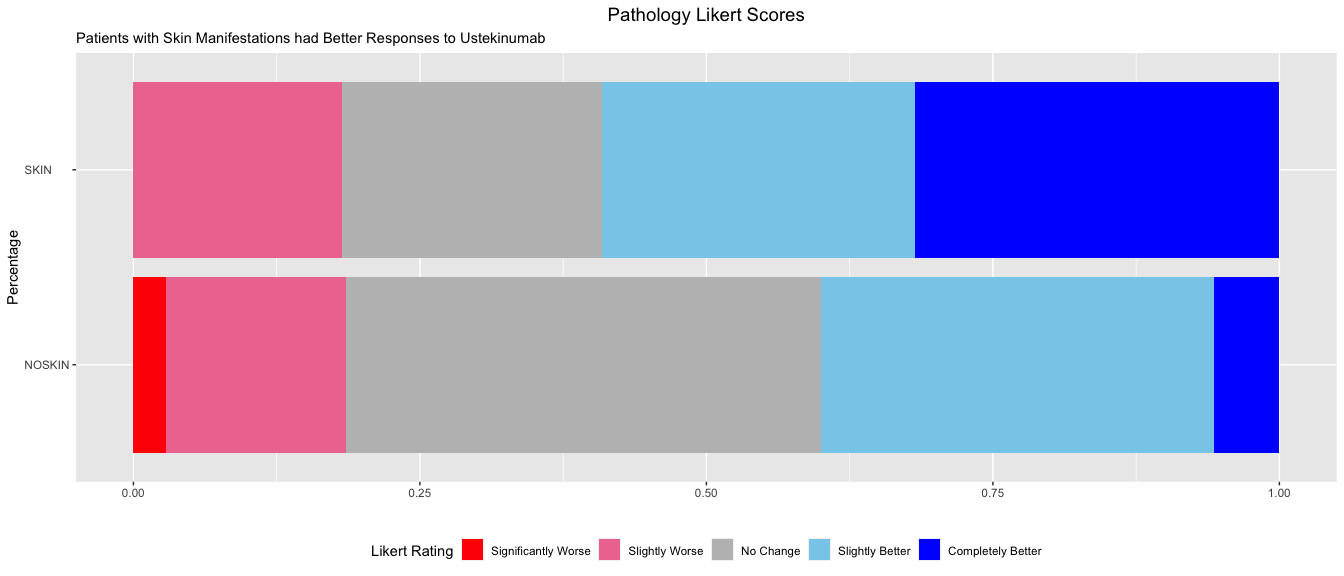 Pathology Likert Scores
Patients with Skin Manifestations had Better Responses to Ustekinumab
Percentage
SKIN
NOSKIN
0.00 0.25 0.50 0.75 1.00
Likert Rating Significantly Worse Slightly Worse No Change Slightly Better Completely Better